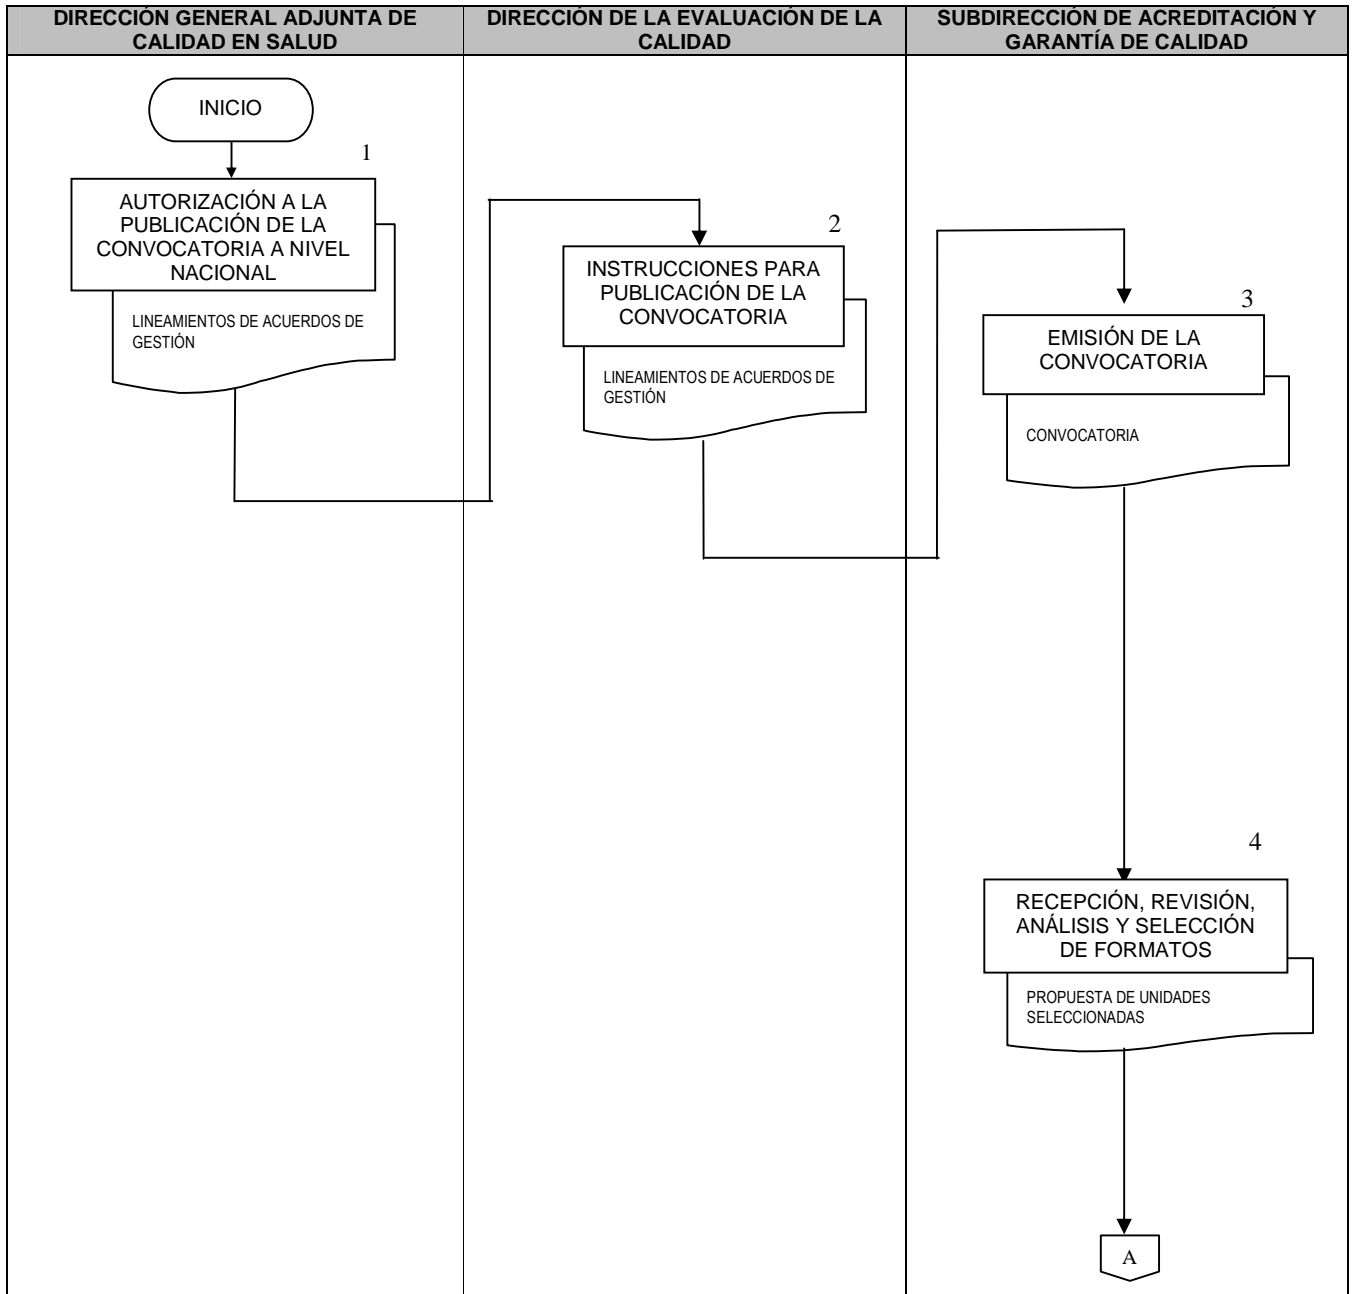 DIRECCIÓN GENERAL ADJUNTA DE
CALIDAD EN SALUD
DIRECCIÓN DE LA EVALUACIÓN DE LA
CALIDAD
SUBDIRECCIÓN DE ACREDITACIÓN Y
GARANTÍA DE CALIDAD
INICIO
1
AUTORIZACIÓN A LA
PUBLICACIÓN DE LA
CONVOCATORIA A NIVEL
NACIONAL
LINEAMIENTOS DE ACUERDOS DE
GESTIÓN
2
INSTRUCCIONES PARA
PUBLICACIÓN DE LA
CONVOCATORIA
LINEAMIENTOS DE ACUERDOS DE
GESTIÓN
3
EMISIÓN DE LA
CONVOCATORIA
CONVOCATORIA
4
RECEPCIÓN, REVISIÓN,
ANÁLISIS Y SELECCIÓN
DE FORMATOS
PROPUESTA DE UNIDADES
SELECCIONADAS
A